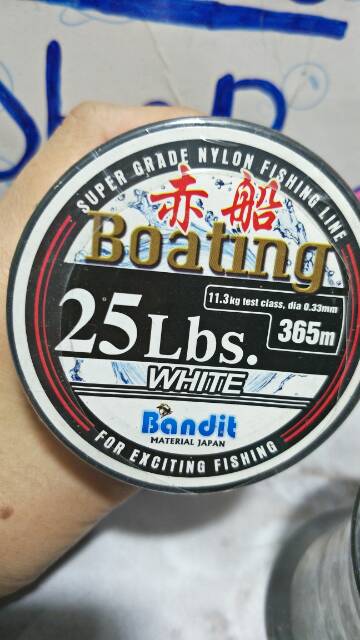 Shop
SUPER GRADE NYLON FISHING LINE
赤船
Boating
11.3kg test class, dia 0.33mm
25Lbs.
365m
WHITE
Bandit
MATERIAL JAPAN
FOR EXCITING FISHING